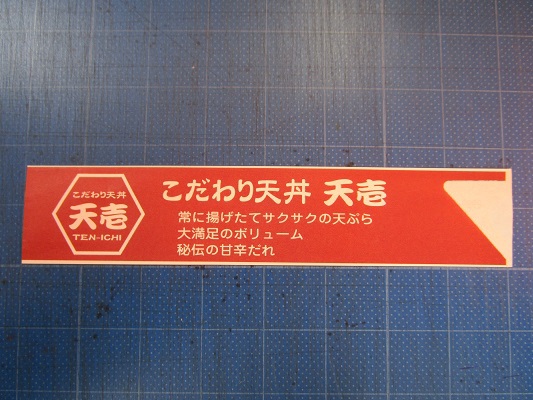 こだわり天丼
天壱
TEN-ICHI
こだわり天丼 天壱
常に揚げたてサクサクの天ぷら
大満足のボリューム
秘伝の甘辛だれ